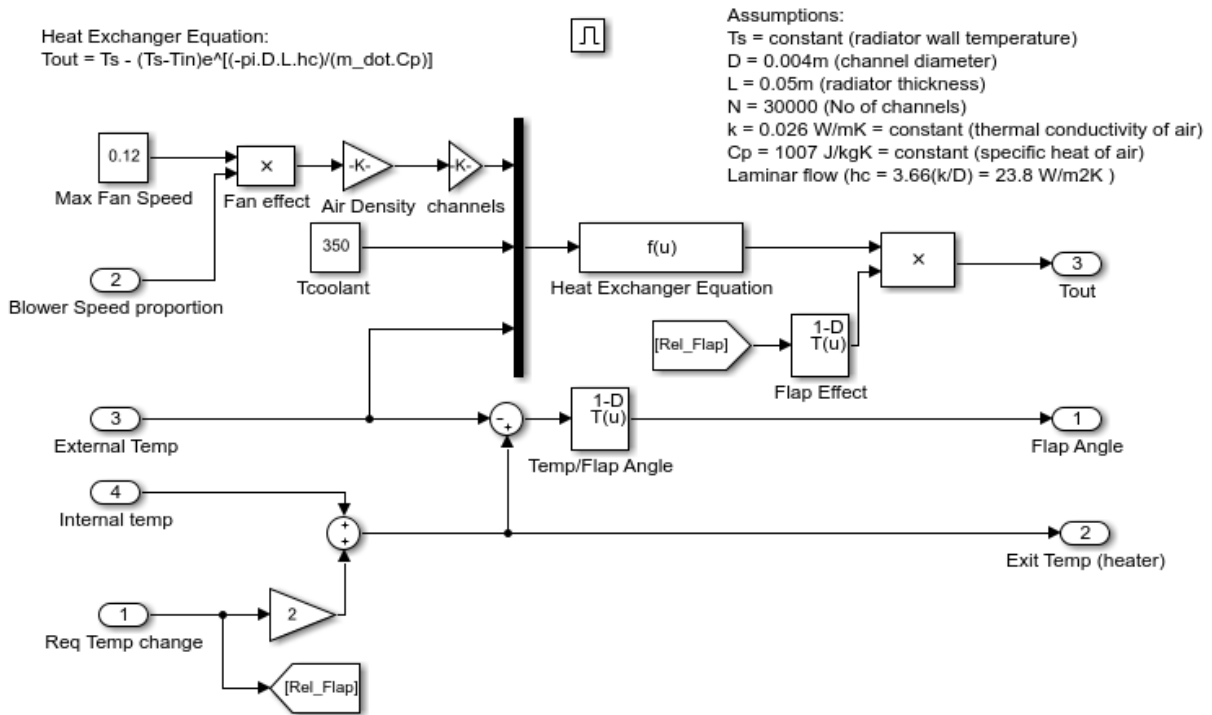 Heat Exchanger Equation:
Tout = Ts - (Ts-Tin)e^[(-pi.D.L.hc)/(m_dot.Cp)]
Assumptions:
Ts = constant (radiator wall temperature)
D = 0.004m (channel diameter)
L = 0.05m (radiator thickness)
N = 30000 (No of channels)
k = 0.026 W/mK = constant (thermal conductivity of air)
Cp = 1007 J/kgK = constant (specific heat of air)
Laminar flow (hc = 3.66(k/D) = 23.8 W/m2K )
0.12
Max Fan Speed
×
Fan effect
-K-
Air Density
-K-
channels
2
Blower Speed proportion
350
Tcoolant
f(u)
Heat Exchanger Equation
×
3
Tout
[Rel_Flap]
1-D
T(u)
Flap Effect
3
External Temp
-
+
1-D
T(u)
Temp/Flap Angle
1
Flap Angle
4
Internal temp
+
+
2
Exit Temp (heater)
1
Req Temp change
2
[Rel_Flap]